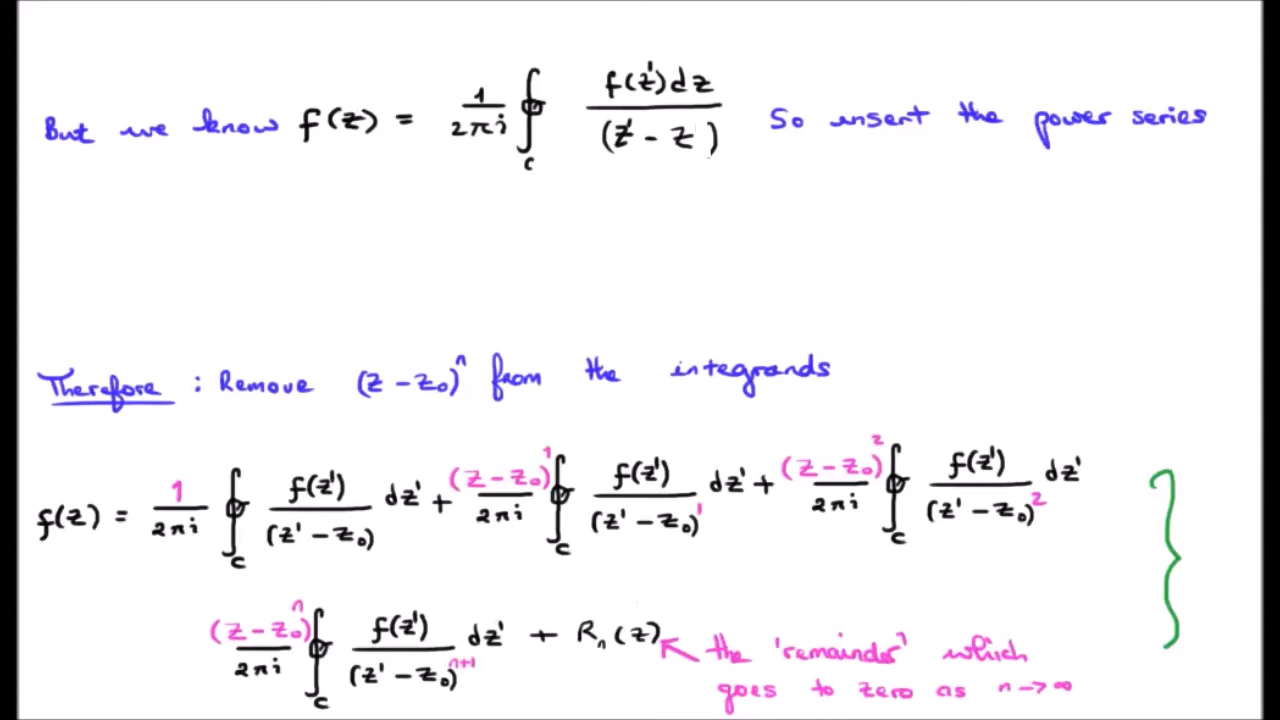 But we know f(z) = 1/2πi ∮_C f(z')dz/(z' - z) So insert the power series
Therefore : Remove (z - z₀)ⁿ from the integrands
f(z) = 1/2πi ∮_C f(z')/(z' - z₀) dz' + (z - z₀)¹/2πi ∮_C f(z')/(z' - z₀)¹ dz' + (z - z₀)²/2πi ∮_C f(z')/(z' - z₀)² dz'
(z - z₀)ⁿ/2πi ∮_C f(z')/(z' - z₀)ⁿ⁺¹ dz' + Rₙ(z) the 'remainder' which
goes to zero as n → ∞